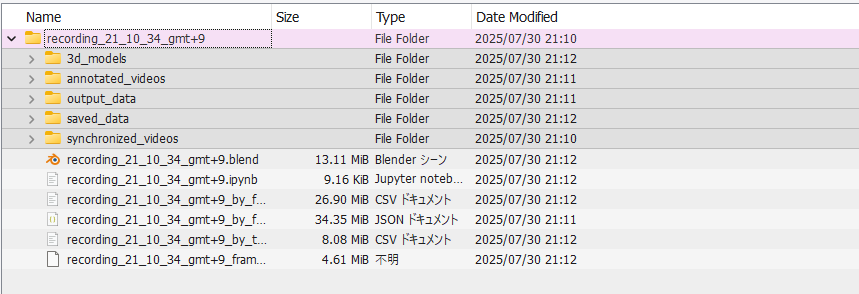 Name Size Type Date Modified
recording_21_10_34_gmt+9 File Folder 2025/07/30 21:10
3d_models File Folder 2025/07/30 21:12
annotated_videos File Folder 2025/07/30 21:11
output_data File Folder 2025/07/30 21:11
saved_data File Folder 2025/07/30 21:12
synchronized_videos File Folder 2025/07/30 21:10
recording_21_10_34_gmt+9.blend 13.11 MiB Blender シーン 2025/07/30 21:12
recording_21_10_34_gmt+9.ipynb 9.16 KiB Jupyter noteb... 2025/07/30 21:12
recording_21_10_34_gmt+9_by_f... 26.90 MiB CSV ドキュメント 2025/07/30 21:12
recording_21_10_34_gmt+9_by_f... 34.35 MiB JSON ドキュメント 2025/07/30 21:11
recording_21_10_34_gmt+9_by_t... 8.08 MiB CSV ドキュメント 2025/07/30 21:12
recording_21_10_34_gmt+9_fram... 4.61 MiB 不明 2025/07/30 21:12